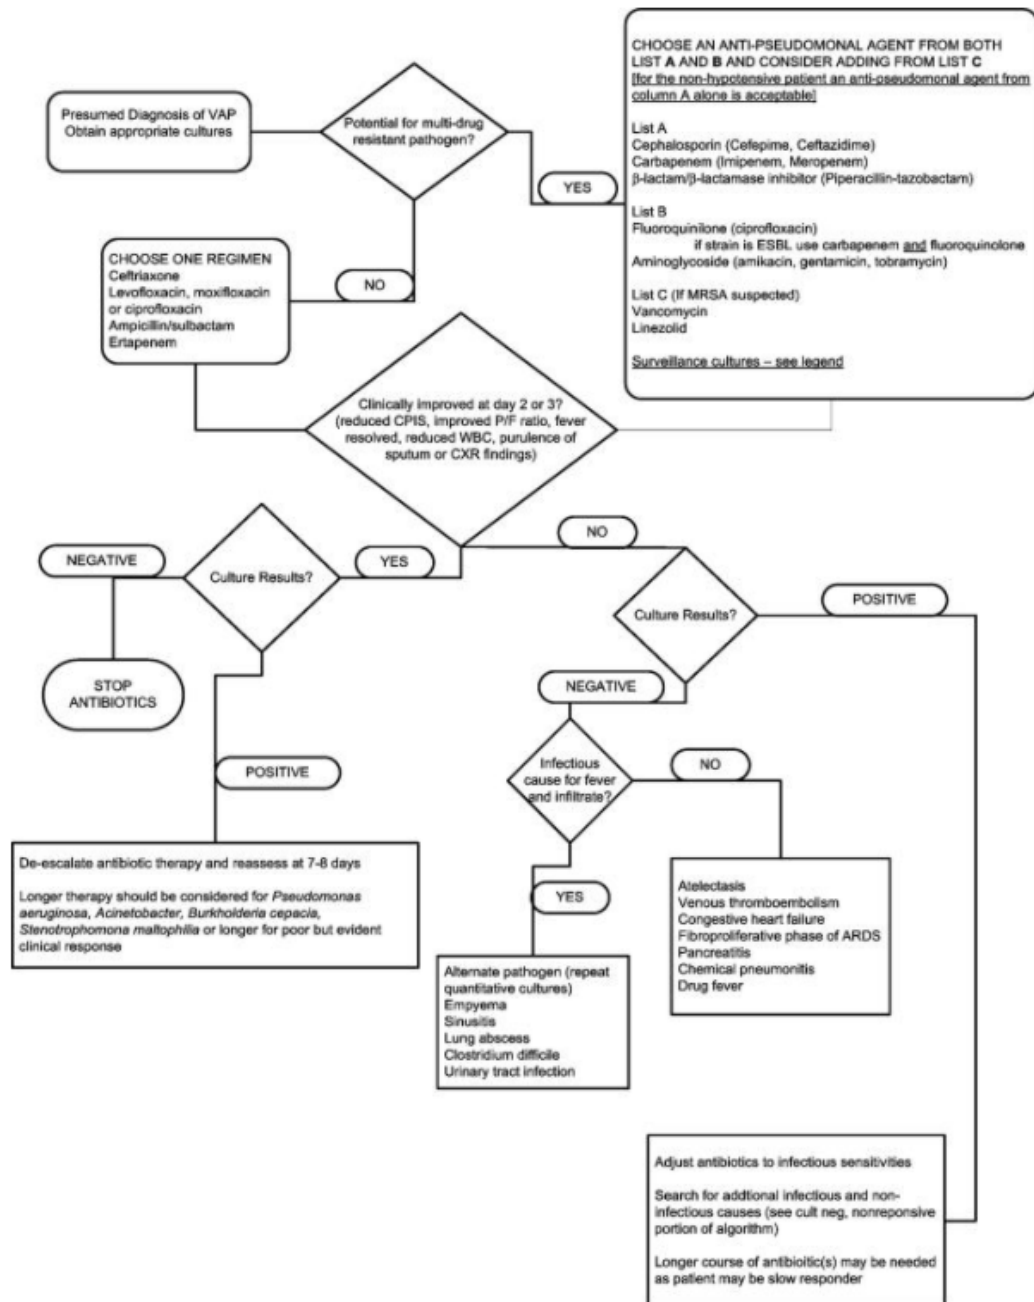 Presumed Diagnosis of VAP
Obtain appropriate cultures
Potential for multi-drug
resistant pathogen?
YES
CHOOSE AN ANTI-PSEUDOMONAL AGENT FROM BOTH
LIST A AND B AND CONSIDER ADDING FROM LIST C
[for the non-hypotensive patient an anti-pseudomonal agent from
column A alone is acceptable]
List A
Cephalosporin (Cefepime, Ceftazidime)
Carbapenem (Imipenem, Meropenem)
β-lactam/β-lactamase inhibitor (Piperacillin-tazobactam)
List B
Fluoroquinilone (ciprofloxacin)
if strain is ESBL use carbapenem and fluoroquinolone
Aminoglycoside (amikacin, gentamicin, tobramycin)
List C (If MRSA suspected)
Vancomycin
Linezolid
Surveillance cultures – see legend
NO
CHOOSE ONE REGIMEN
Ceftriaxone
Levofloxacin, moxifloxacin
or ciprofloxacin
Ampicillin/sulbactam
Ertapenem
Clinically improved at day 2 or 3?
(reduced CPIS, improved P/F ratio, fever
resolved, reduced WBC, purulence of
sputum or CXR findings)
YES
Culture Results?
NEGATIVE
STOP
ANTIBIOTICS
POSITIVE
De-escalate antibiotic therapy and reassess at 7-8 days
Longer therapy should be considered for Pseudomonas
aeruginosa, Acinetobacter, Burkholderia cepacia,
Stenotrophomona maltophilia or longer for poor but evident
clinical response
NO
Culture Results?
NEGATIVE
Infectious
cause for fever
and infiltrate?
YES
Alternate pathogen (repeat
quantitative cultures)
Empyema
Sinusitis
Lung abscess
Clostridium difficile
Urinary tract infection
NO
Atelectasis
Venous thromboembolism
Congestive heart failure
Fibroproliferative phase of ARDS
Pancreatitis
Chemical pneumonitis
Drug fever
POSITIVE
Adjust antibiotics to infectious sensitivities
Search for addtional infectious and non-
infectious causes (see cult neg, nonreponsive
portion of algorithm)
Longer course of antibioitic(s) may be needed
as patient may be slow responder